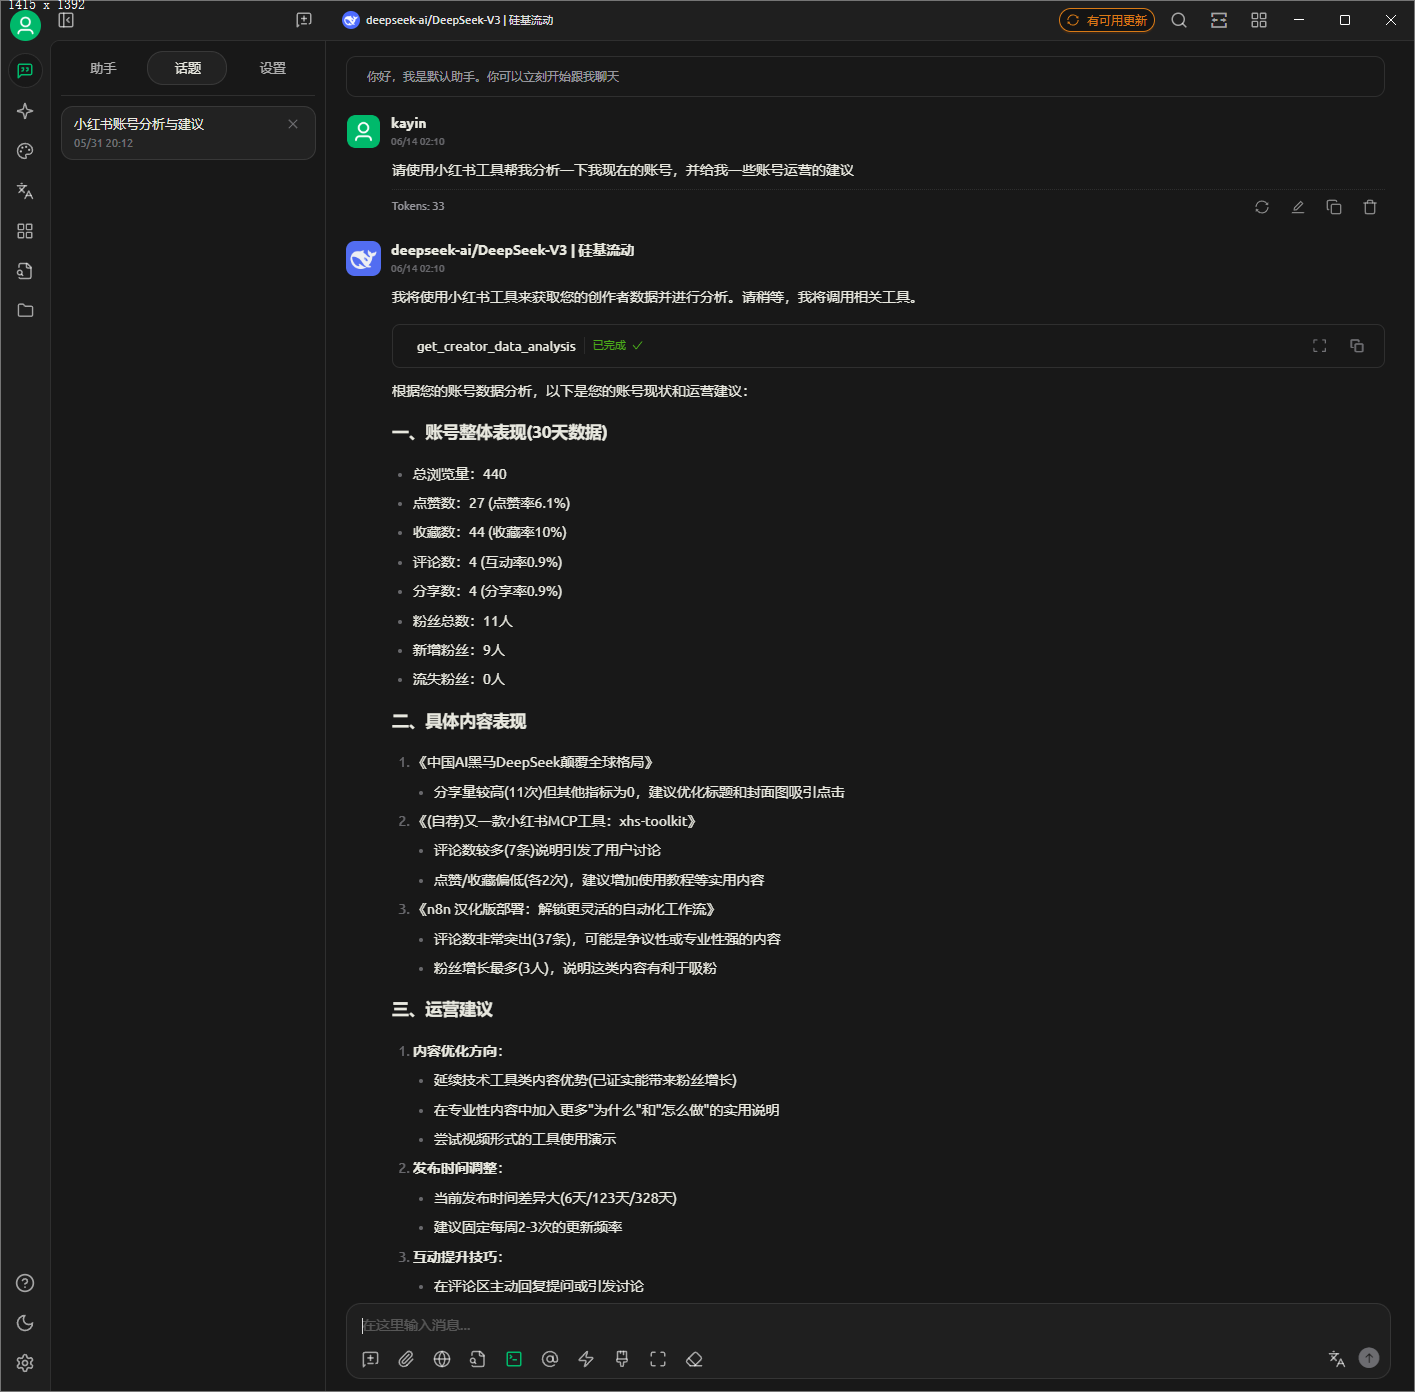 1415 x 1392
deepseek-ai/DeepSeek-V3 | 硅基流动
有可用更新
助手
话题
设置
小红书账号分析与建议
05/31 20:12
你好，我是默认助手。你可以立刻开始跟我聊天
kayin
06/14 02:10
请使用小红书工具帮我分析一下我现在的账号，并给我一些账号运营的建议
Tokens: 33
deepseek-ai/DeepSeek-V3 | 硅基流动
06/14 02:10
我将使用小红书工具来获取您的创作者数据并进行分析。请稍等，我将调用相关工具。
get_creator_data_analysis
已完成
根据您的账号数据分析，以下是您的账号现状和运营建议：
一、账号整体表现(30天数据)
• 总浏览量：440
• 点赞数：27 (点赞率6.1%)
• 收藏数：44 (收藏率10%)
• 评论数：4 (互动率0.9%)
• 分享数：4 (分享率0.9%)
• 粉丝总数：11人
• 新增粉丝：9人
• 流失粉丝：0人
二、具体内容表现
1. 《中国AI黑马DeepSeek颠覆全球格局》
• 分享量较高(11次)但其他指标为0，建议优化标题和封面图吸引点击
2. 《(自荐)又一款小红书MCP工具：xhs-toolkit》
• 评论数较多(7条)说明引发了用户讨论
• 点赞/收藏偏低(各2次)，建议增加使用教程等实用内容
3. 《n8n 汉化版部署：解锁更灵活的自动化工作流》
• 评论数非常突出(37条)，可能是争议性或专业性强的内容
• 粉丝增长最多(3人)，说明这类内容有利于吸粉
三、运营建议
1. 内容优化方向：
• 延续技术工具类内容优势(已证实能带来粉丝增长)
• 在专业性内容中加入更多"为什么"和"怎么做"的实用说明
• 尝试视频形式的工具使用演示
2. 发布时间调整：
• 当前发布时间差异大(6天/123天/328天)
• 建议固定每周2-3次的更新频率
3. 互动提升技巧：
• 在评论区主动回复提问或引发讨论
在这里输入消息...